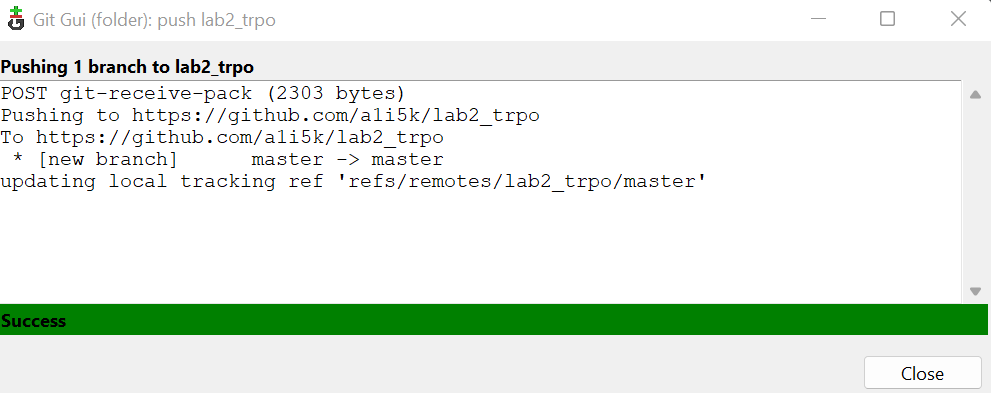 Git Gui (folder): push lab2_trpo
Pushing 1 branch to lab2_trpo
POST git-receive-pack (2303 bytes)
Pushing to https://github.com/a1i5k/lab2_trpo
To https://github.com/a1i5k/lab2_trpo
 * [new branch]      master -> master
updating local tracking ref 'refs/remotes/lab2_trpo/master'
Success
Close